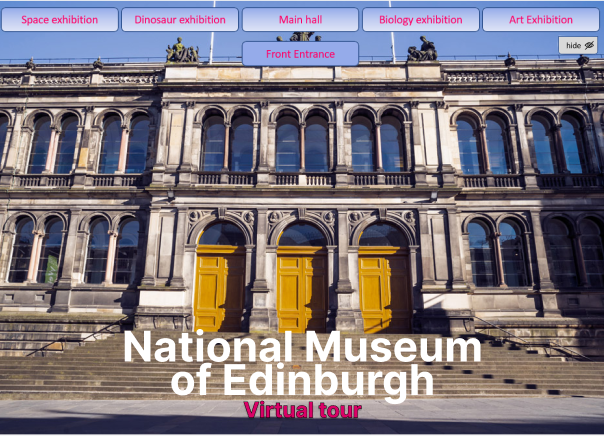 Space exhibition
Dinosaur exhibition
Main hall
Biology exhibition
Art Exhibition
Front Entrance
hide
National Museum
of Edinburgh
Virtual tour